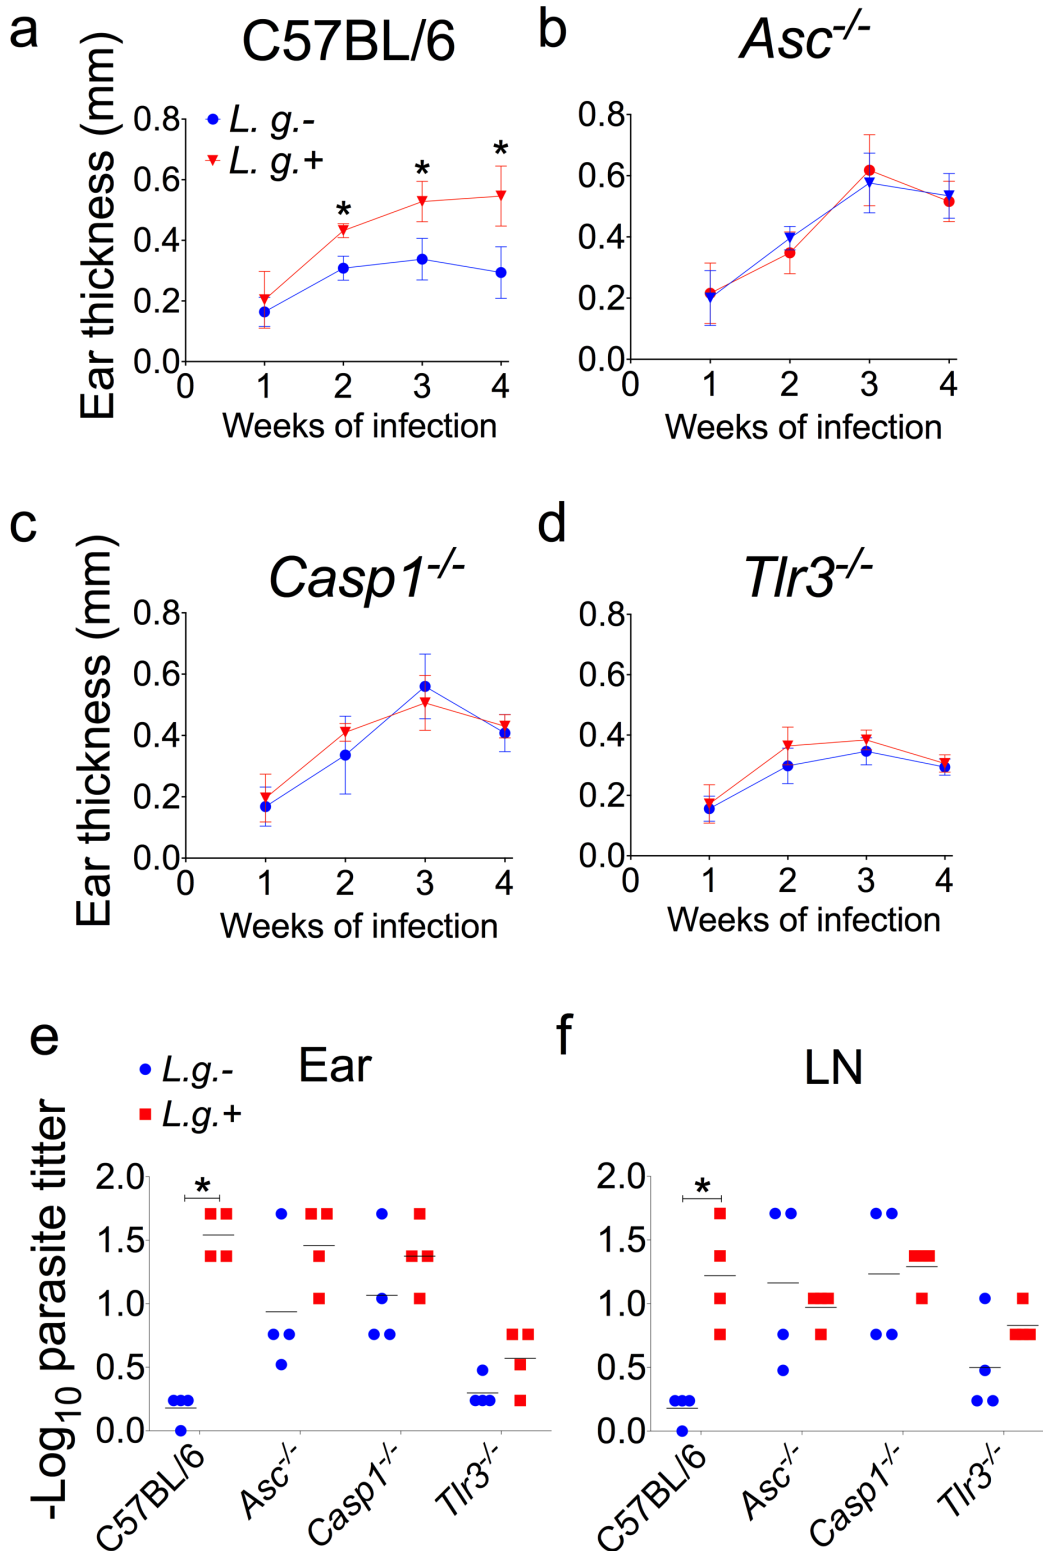 a
C57BL/6
b
Asc-/-
Ear thickness (mm)
0.8
0.6
0.4
0.2
0.0
L. g.-
L. g.+
*
*
*
0
1
2
3
4
Weeks of infection
0.8
0.6
0.4
0.2
0.0
0
1
2
3
4
Weeks of infection
c
Casp1-/-
d
Tlr3-/-
Ear thickness (mm)
0.8
0.6
0.4
0.2
0.0
0
1
2
3
4
Weeks of infection
0.8
0.6
0.4
0.2
0.0
0
1
2
3
4
Weeks of infection
e
Ear
L.g.-
L.g.+
-Log10 parasite titter
2.0
1.5
1.0
0.5
0.0
*
C57BL/6
Asc-/-
Casp1-/-
Tlr3-/-
f
LN
2.0
1.5
1.0
0.5
0.0
*
C57BL/6
Asc-/-
Casp1-/-
Tlr3-/-